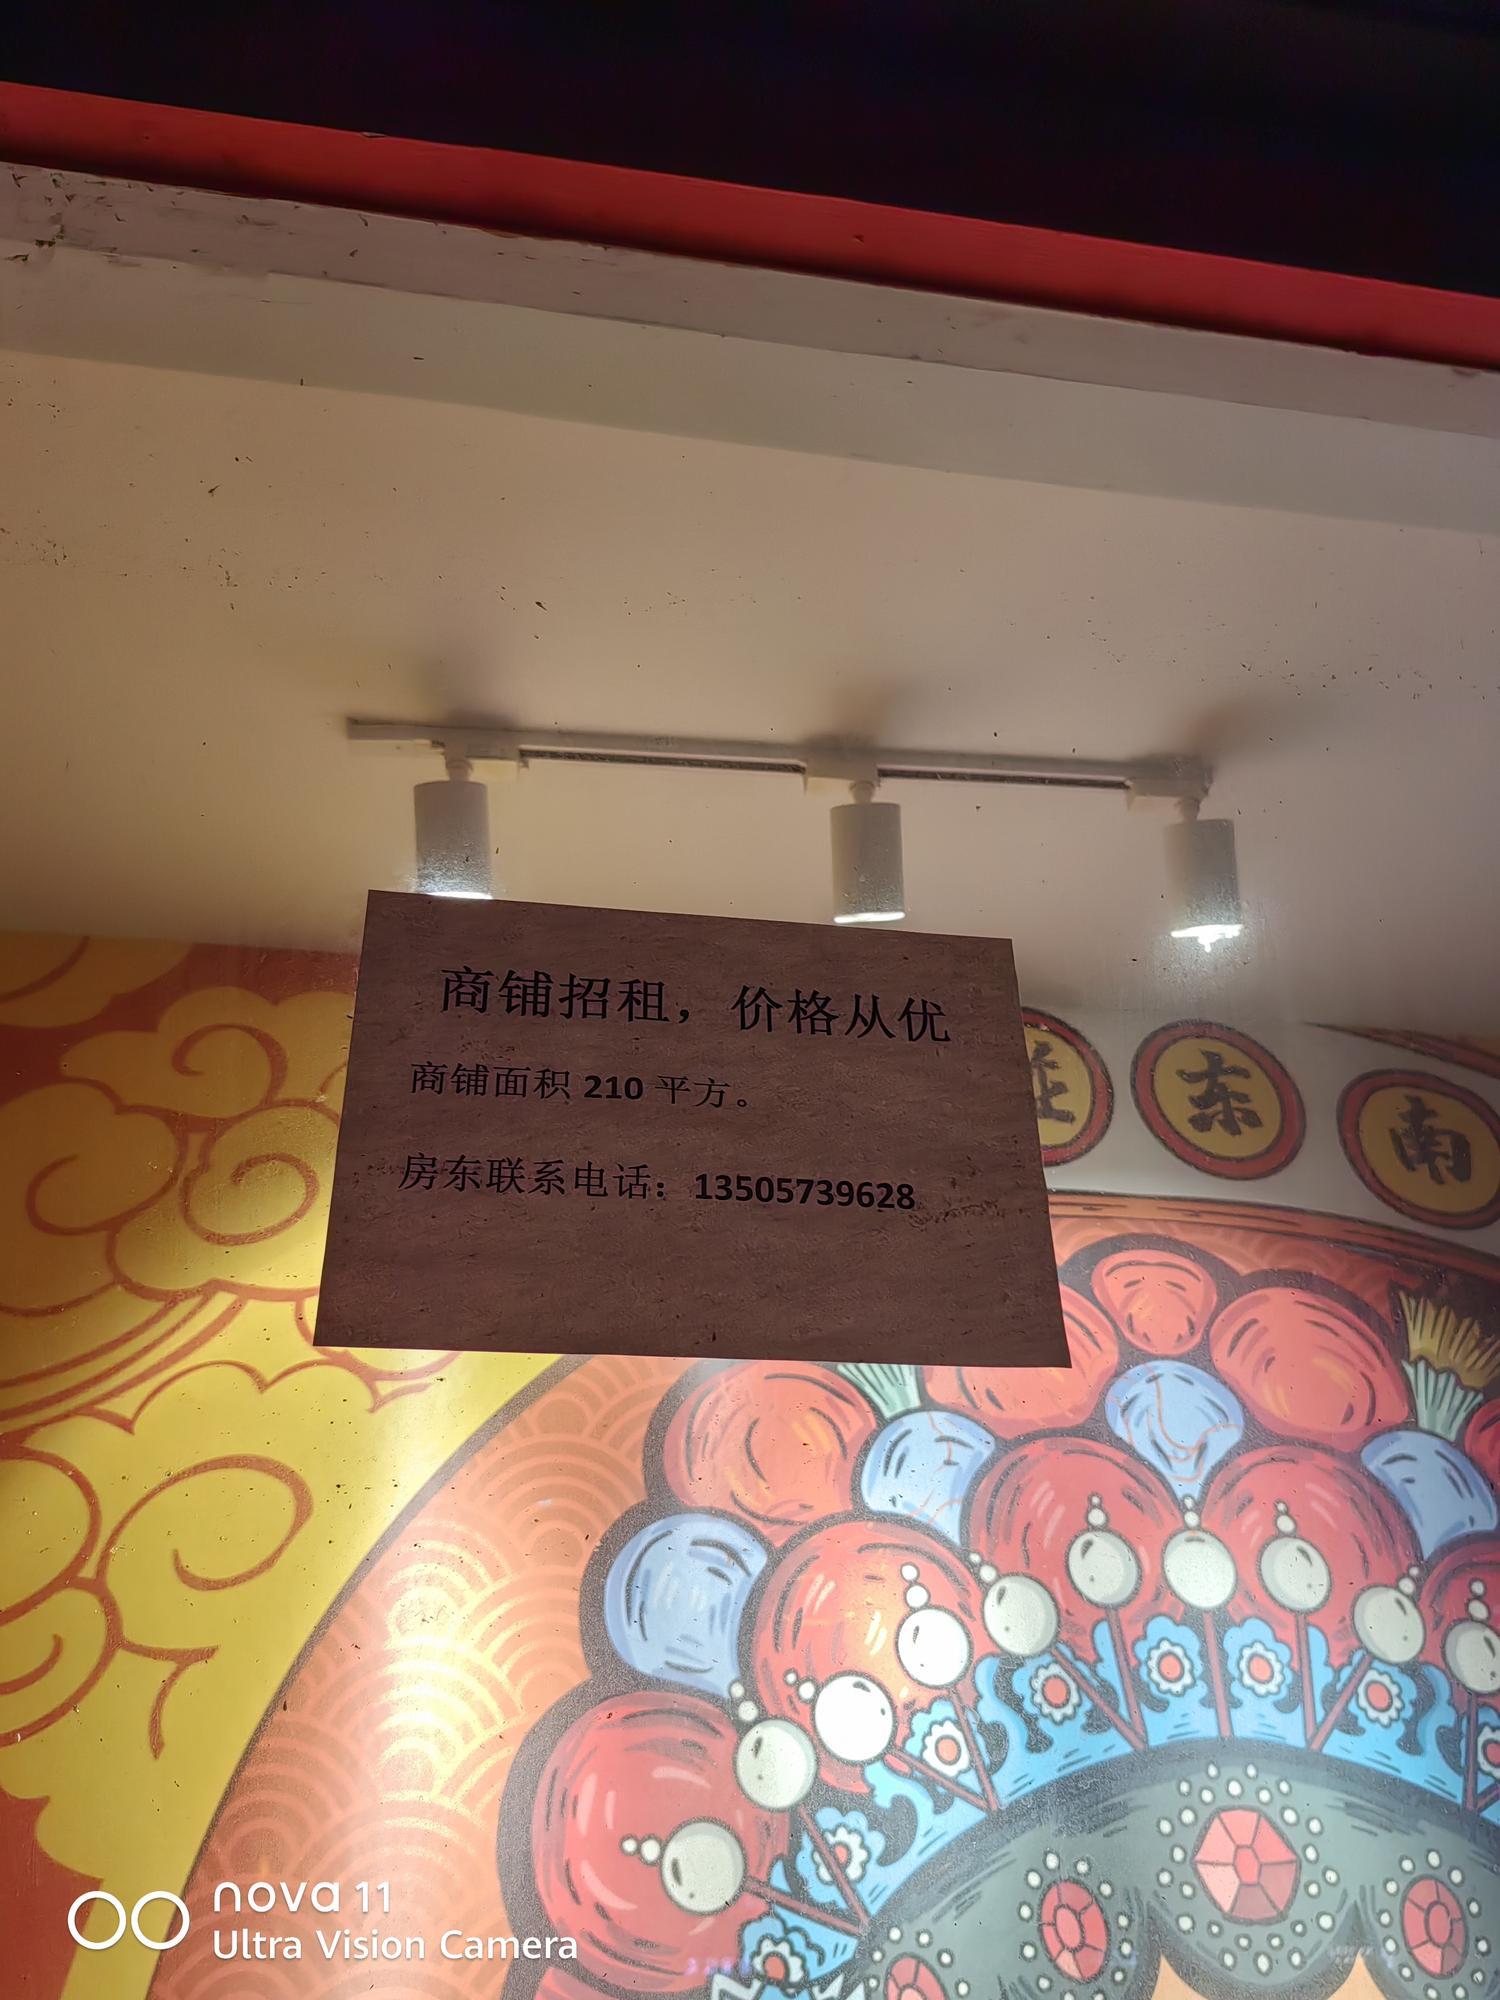 商铺招租，价格从优
商铺面积 210 平方。
房东联系电话：13505739628
东
南
nova 11
Ultra Vision Camera